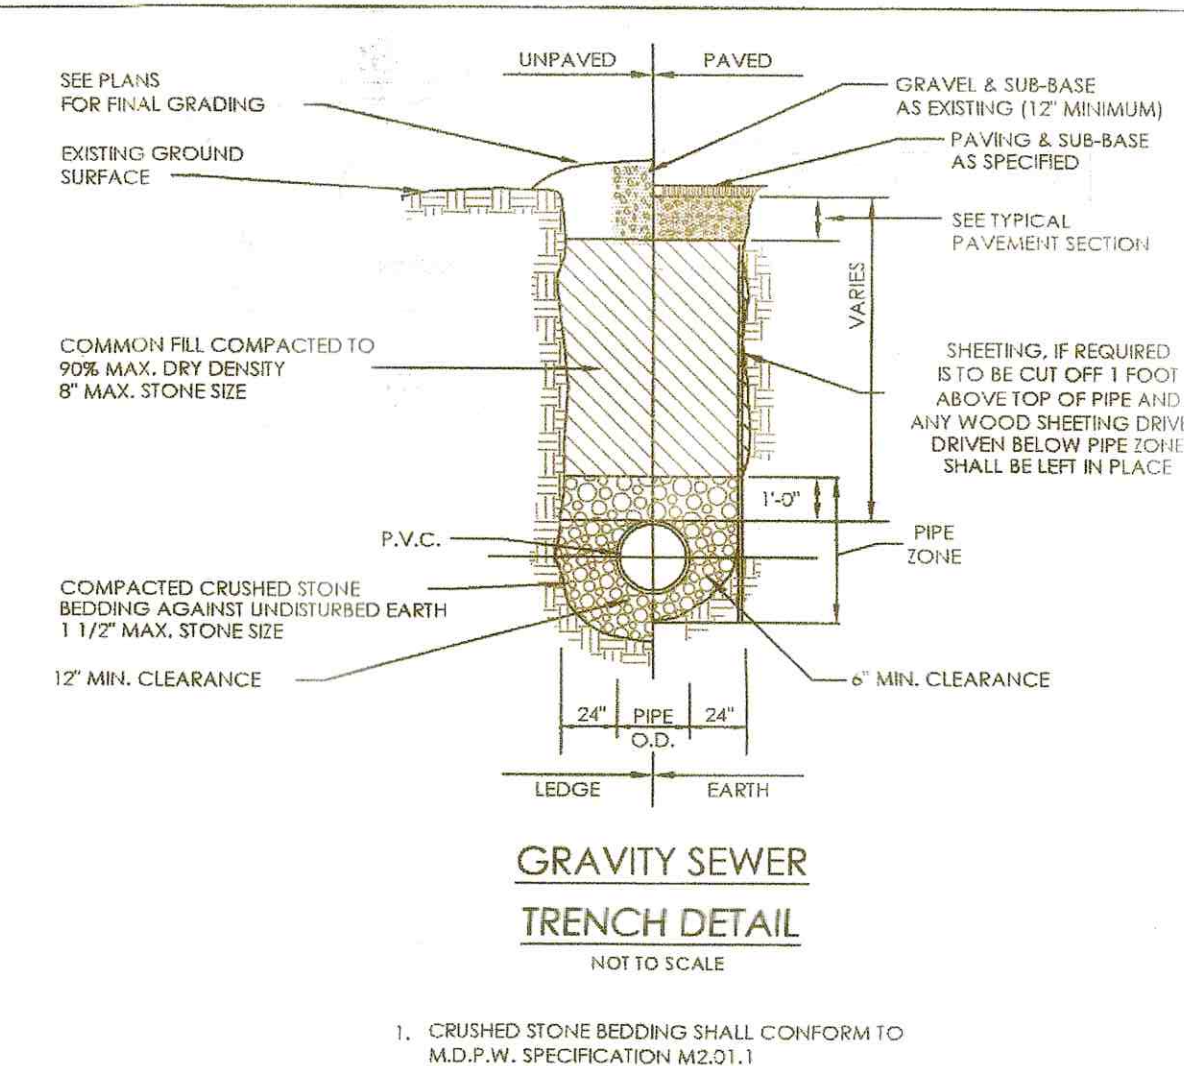 UNPAVED
PAVED
SEE PLANS
FOR FINAL GRADING
GRAVEL & SUB-BASE
AS EXISTING (12" MINIMUM)
EXISTING GROUND
SURFACE
PAVING & SUB-BASE
AS SPECIFIED
SEE TYPICAL
PAVEMENT SECTION
VARIES
COMMON FILL COMPACTED TO
90% MAX. DRY DENSITY
8" MAX. STONE SIZE
SHEETING, IF REQUIRED
IS TO BE CUT OFF 1 FOOT
ABOVE TOP OF PIPE AND
ANY WOOD SHEETING DRIVE
DRIVEN BELOW PIPE ZONE
SHALL BE LEFT IN PLACE
1'-0"
P.V.C.
PIPE
ZONE
COMPACTED CRUSHED STONE
BEDDING AGAINST UNDISTURBED EARTH
1 1/2" MAX. STONE SIZE
12" MIN. CLEARANCE
6" MIN. CLEARANCE
24"
PIPE
O.D.
24"
LEDGE
EARTH
GRAVITY SEWER
TRENCH DETAIL
NOT TO SCALE
1. CRUSHED STONE BEDDING SHALL CONFORM TO
M.D.P.W. SPECIFICATION M2.01.1